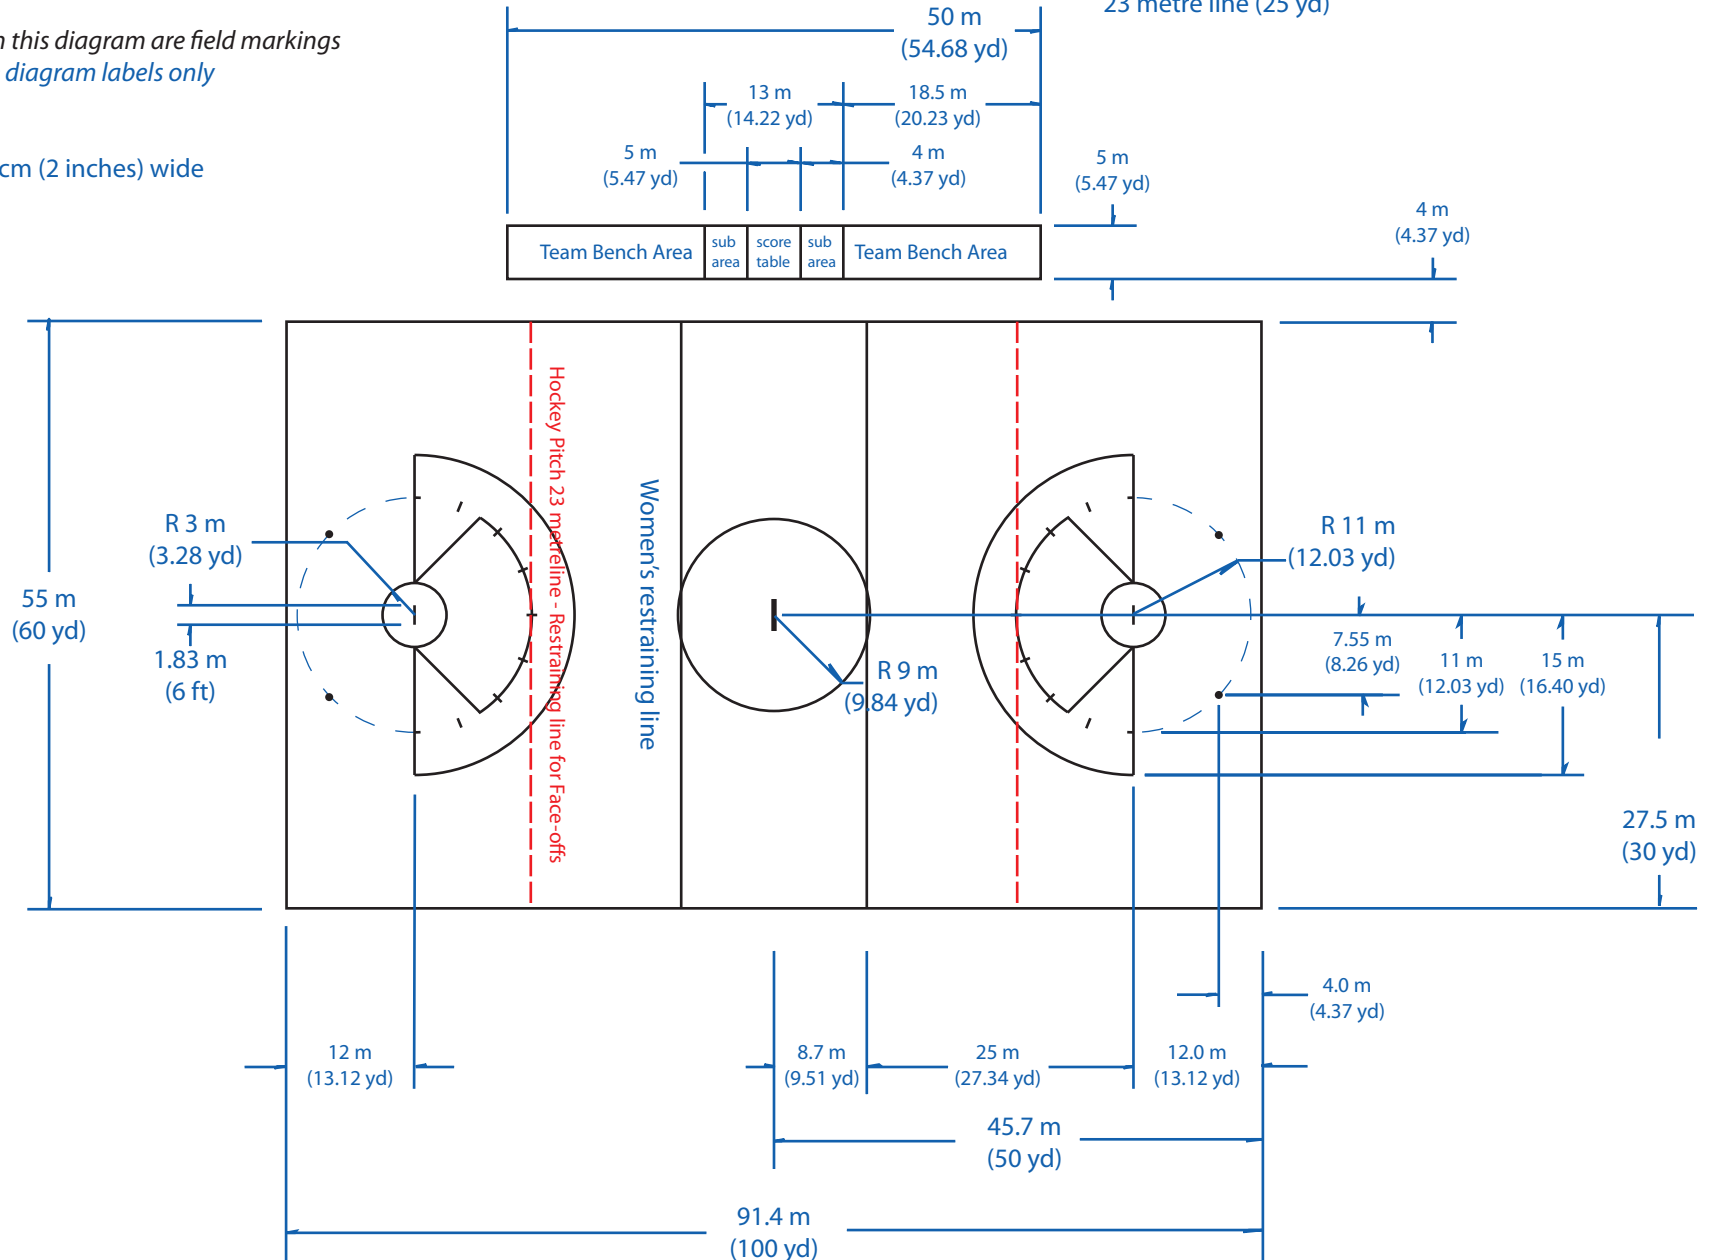 23 metre line (25 yd)
this diagram are field markings
diagram labels only
cm (2 inches) wide
50 m
(54.68 yd)
13 m
(14.22 yd)
18.5 m
(20.23 yd)
5 m
(5.47 yd)
4 m
(4.37 yd)
5 m
(5.47 yd)
4 m
(4.37 yd)
Team Bench Area
sub
area
score
table
sub
area
Team Bench Area
Hockey Pitch 23 metreline - Restraining line for Face-offs
Women's restraining line
R 3 m
(3.28 yd)
55 m
(60 yd)
1.83 m
(6 ft)
R 9 m
(9.84 yd)
R 11 m
(12.03 yd)
7.55 m
(8.26 yd)
11 m
(12.03 yd)
15 m
(16.40 yd)
27.5 m
(30 yd)
4.0 m
(4.37 yd)
12 m
(13.12 yd)
8.7 m
(9.51 yd)
25 m
(27.34 yd)
12.0 m
(13.12 yd)
45.7 m
(50 yd)
91.4 m
(100 yd)